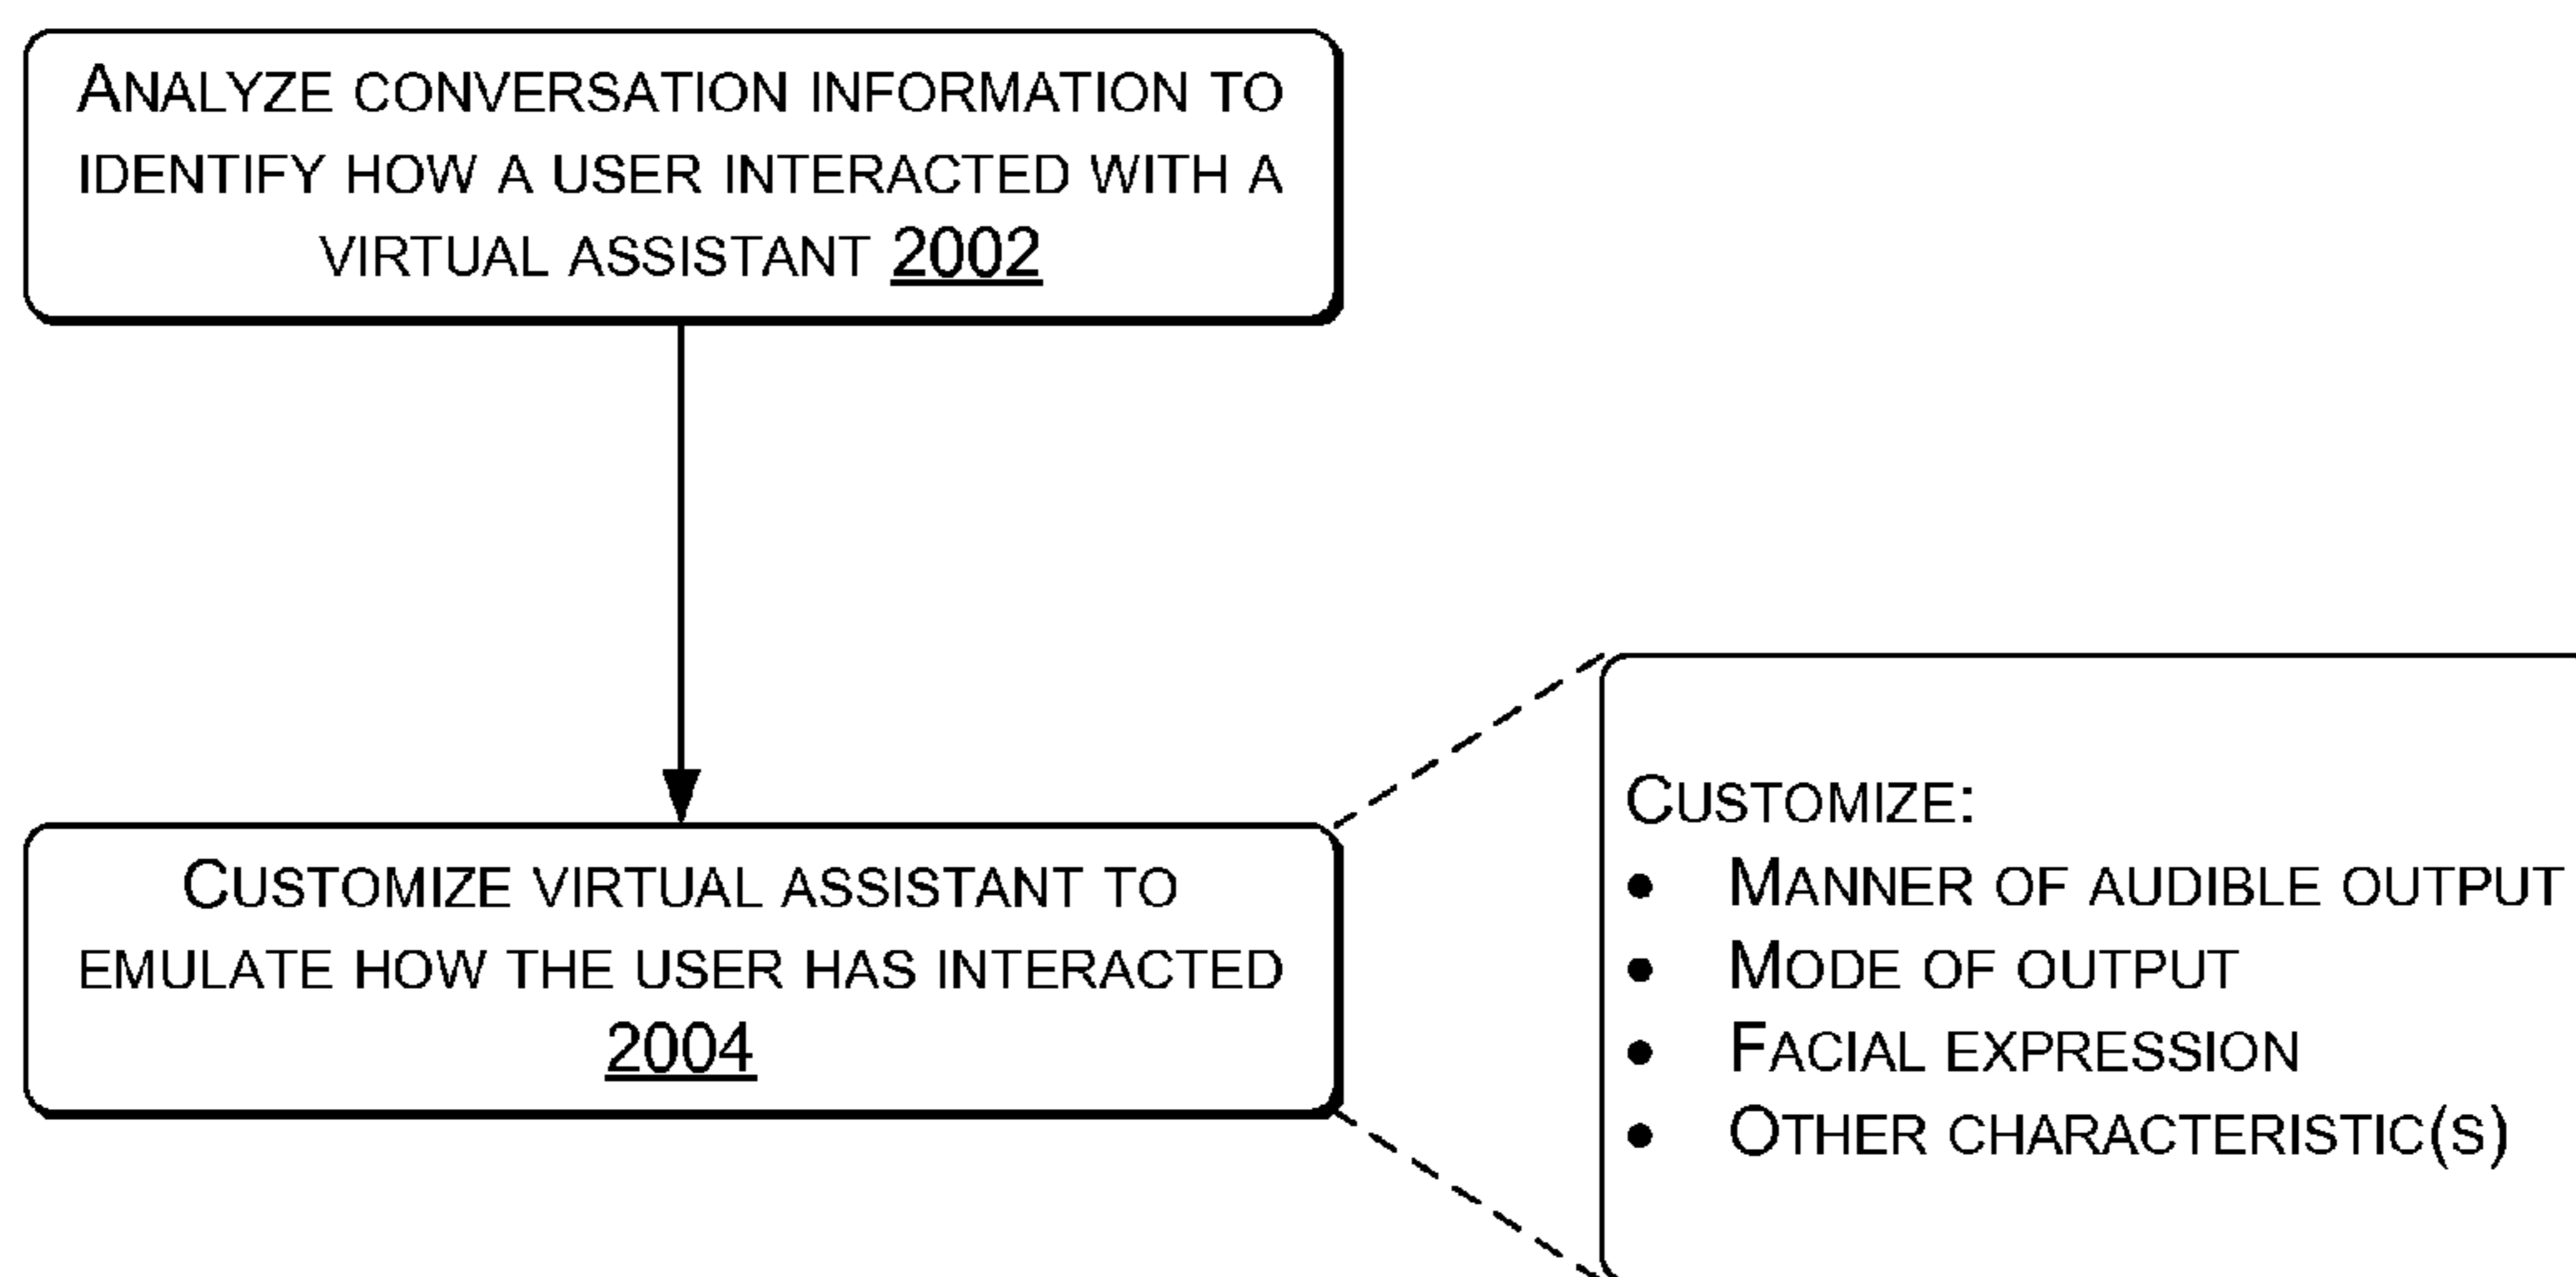 ANALYZE CONVERSATION INFORMATION TO
IDENTIFY HOW A USER INTERACTED WITH A
VIRTUAL ASSISTANT 2002
CUSTOMIZE VIRTUAL ASSISTANT TO
EMULATE HOW THE USER HAS INTERACTED
2004
CUSTOMIZE:
• MANNER OF AUDIBLE OUTPUT
• MODE OF OUTPUT
• FACIAL EXPRESSION
• OTHER CHARACTERISTIC(S)